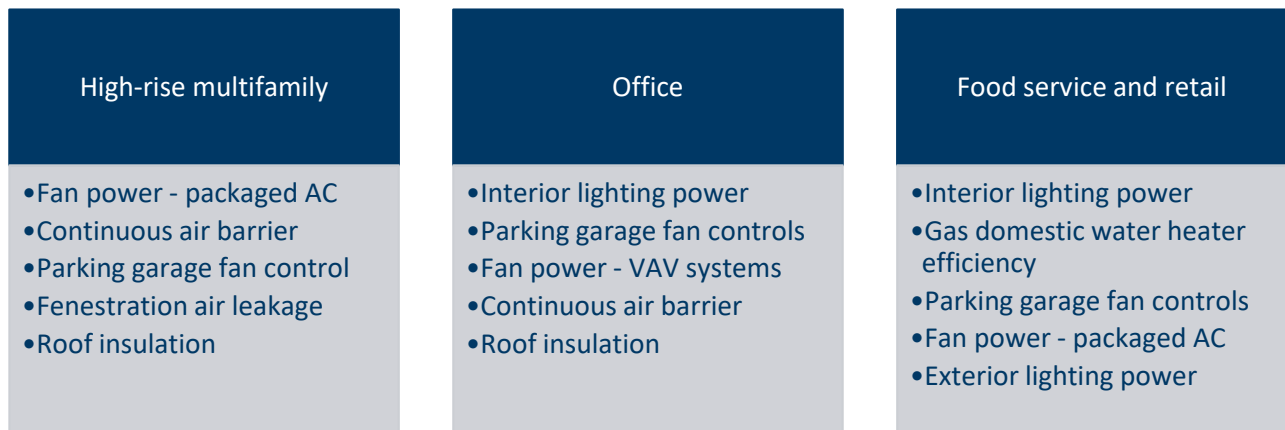 High-rise multifamily
•Fan power - packaged AC
•Continuous air barrier
•Parking garage fan control
•Fenestration air leakage
•Roof insulation
Office
•Interior lighting power
•Parking garage fan controls
•Fan power - VAV systems
•Continuous air barrier
•Roof insulation
Food service and retail
•Interior lighting power
•Gas domestic water heater
efficiency
•Parking garage fan controls
•Fan power - packaged AC
•Exterior lighting power